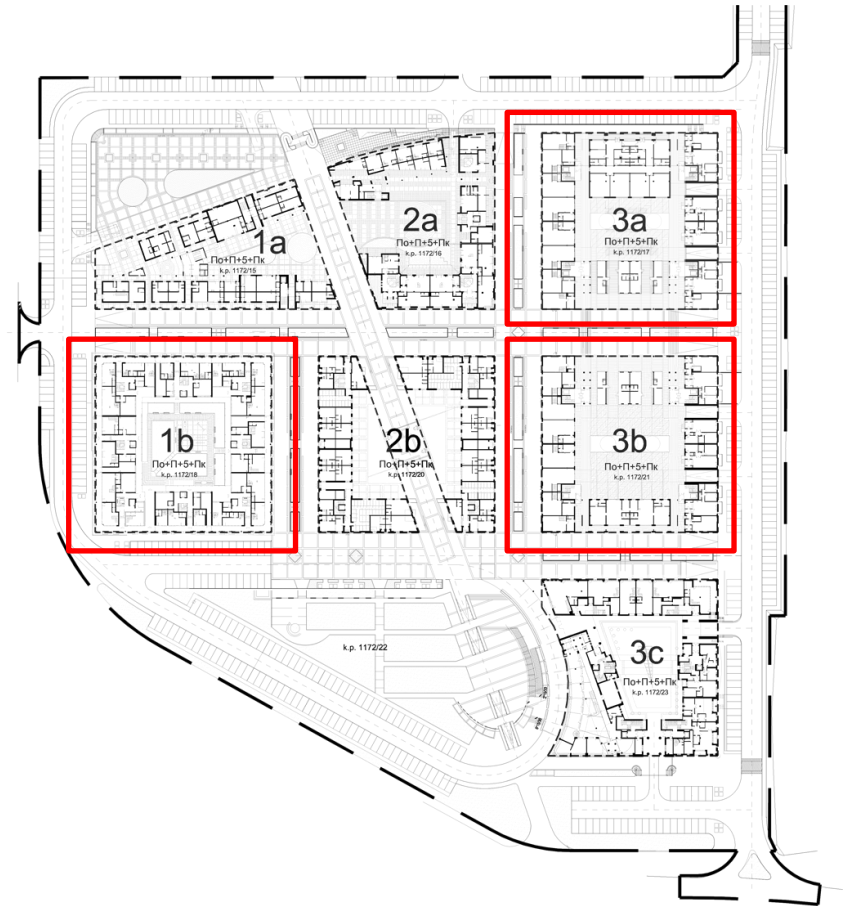 1a
По+П+5+Пк
k.p. 1172/15
2a
По+П+5+Пк
k.p. 1172/16
3a
По+П+5+Пк
k.p. 1172/17
1b
По+П+5+Пк
k.p. 1172/18
2b
По+П+5+Пк
k.p. 1172/20
3b
По+П+5+Пк
k.p. 1172/21
k.p. 1172/22
3c
По+П+5+Пк
k.p. 1172/23